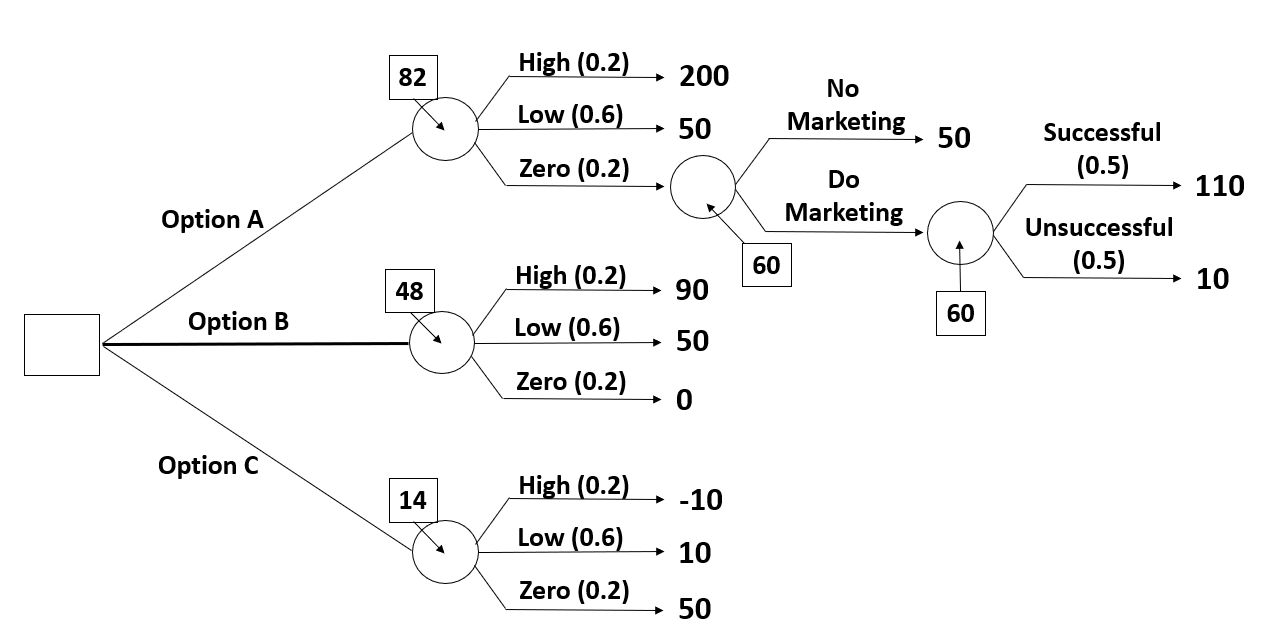 82
High (0.2)
200
Low (0.6)
50
Zero (0.2)
No
Marketing
50
Do
Marketing
60
Successful
(0.5)
110
Unsuccessful
(0.5)
10
60
Option A
48
High (0.2)
90
Option B
Low (0.6)
50
Zero (0.2)
0
Option C
14
High (0.2)
-10
Low (0.6)
10
Zero (0.2)
50